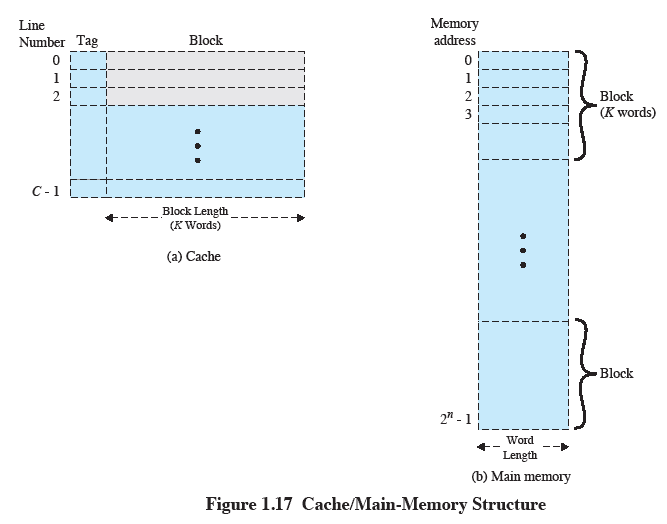 Line
Number Tag Block
0
1
2
C - 1
Block Length
(K Words)
(a) Cache
Memory
address
0
1
2
3
Block
(K words)
Block
2ⁿ - 1
Word
Length
(b) Main memory
Figure 1.17 Cache/Main-Memory Structure